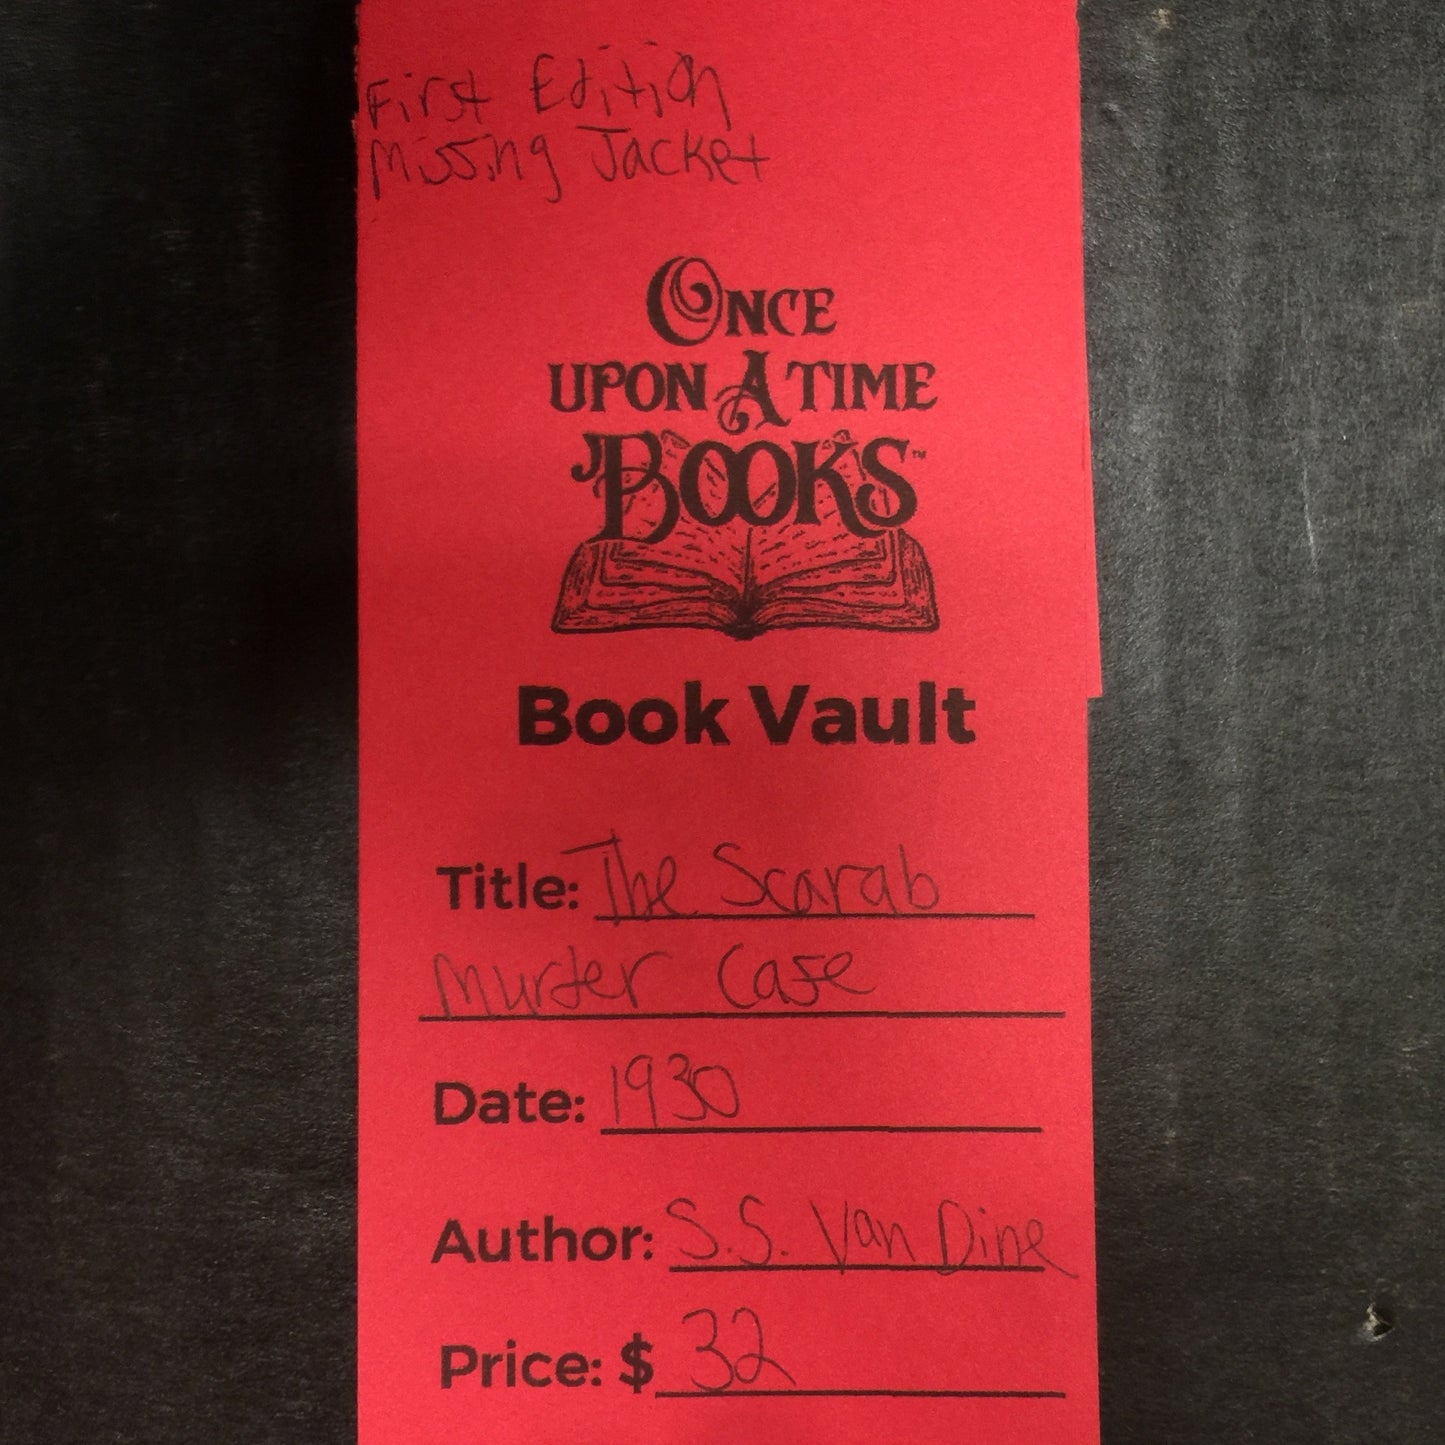 First Edition
Missing Jacket
ONCE
UPON A TIME
BOOKS™
Book Vault
Title: The Scarab
Murder Case
Date: 1930
Author: S.S. Van Dine
Price: $ 32